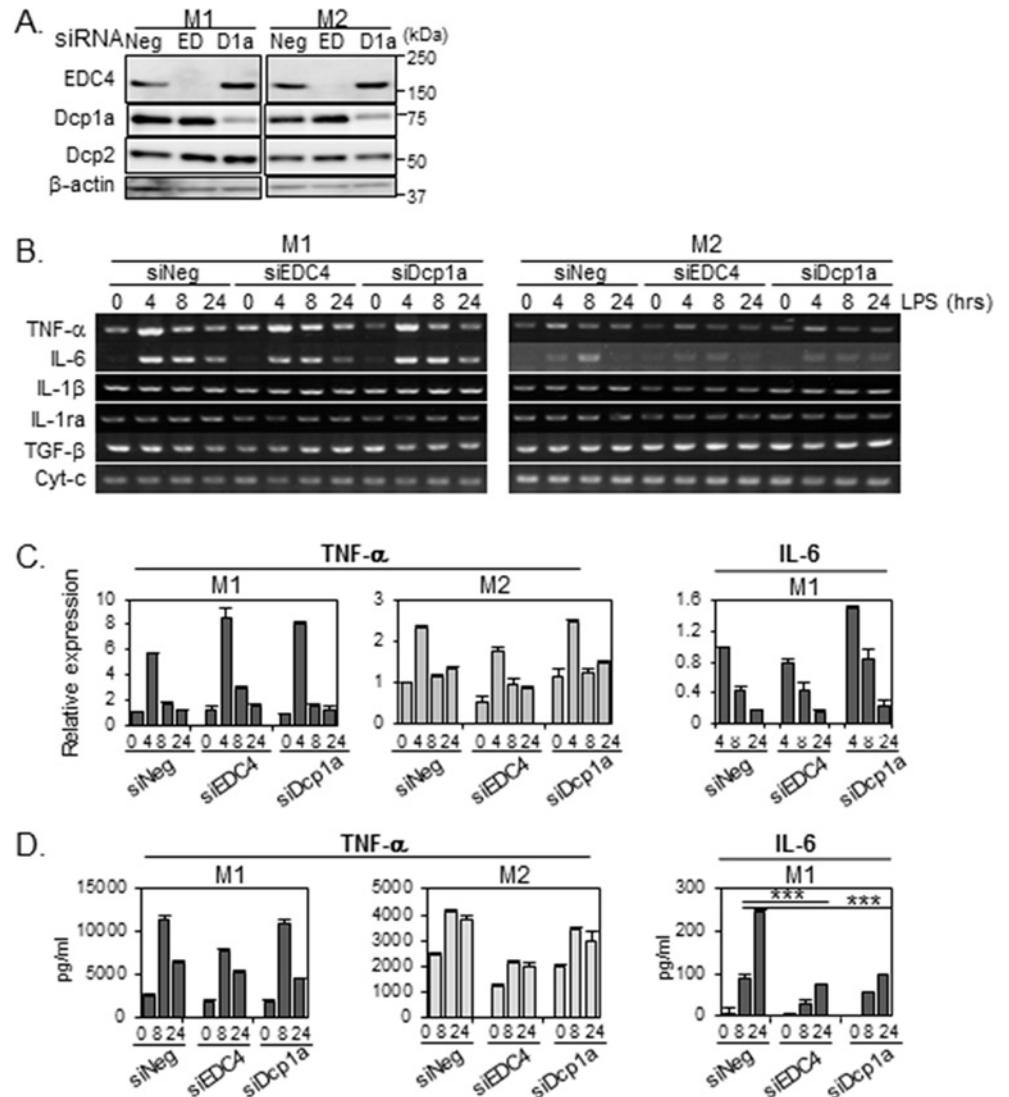 A.
M1 M2
siRNA Neg ED D1a Neg ED D1a (kDa)
250
EDC4
150
Dcp1a 75
Dcp2 50
β-actin
37
B.
M1 M2
siNeg siEDC4 siDcp1a siNeg siEDC4 siDcp1a
0 4 8 24 0 4 8 24 0 4 8 24 0 4 8 24 0 4 8 24 0 4 8 24 LPS (hrs)
TNF-α
IL-6
IL-1β
IL-1ra
TGF-β
Cyt-c
C.
TNF-α IL-6
M1 M2 M1
Relative expression
10 8 6 4 2 0
0 4 8 24 0 4 8 24 0 4 8 24
siNeg siEDC4 siDcp1a
3 2 1 0
0 4 8 24 0 4 8 24 0 4 8 24
siNeg siEDC4 siDcp1a
1.6 1.2 0.8 0.4 0
4 8 24 4 8 24 4 8 24
siNeg siEDC4 siDcp1a
D.
TNF-α IL-6
M1 M2 M1
pg/ml
15000 10000 5000 0
0 8 24 0 8 24 0 8 24
siNeg siEDC4 siDcp1a
5000 4000 3000 2000 1000 0
0 8 24 0 8 24 0 8 24
siNeg siEDC4 siDcp1a
pg/ml
300 200 100 0
*** ***
0 8 24 0 8 24 0 8 24
siNeg siEDC4 siDcp1a